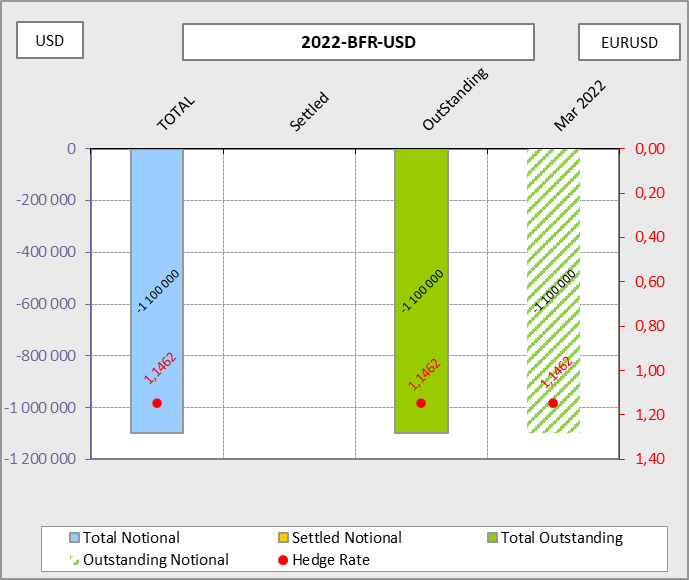 USD
2022-BFR-USD
EURUSD
TOTAL
Settled
OutStanding
Mar 2022
0
-200 000
-400 000
-600 000
-800 000
-1 000 000
-1 200 000
0,00
0,20
0,40
0,60
0,80
1,00
1,20
1,40
-1 100 000
-1 100 000
-1 100 000
1,1462
1,1462
1,1462
Total Notional
Settled Notional
Total Outstanding
Outstanding Notional
Hedge Rate